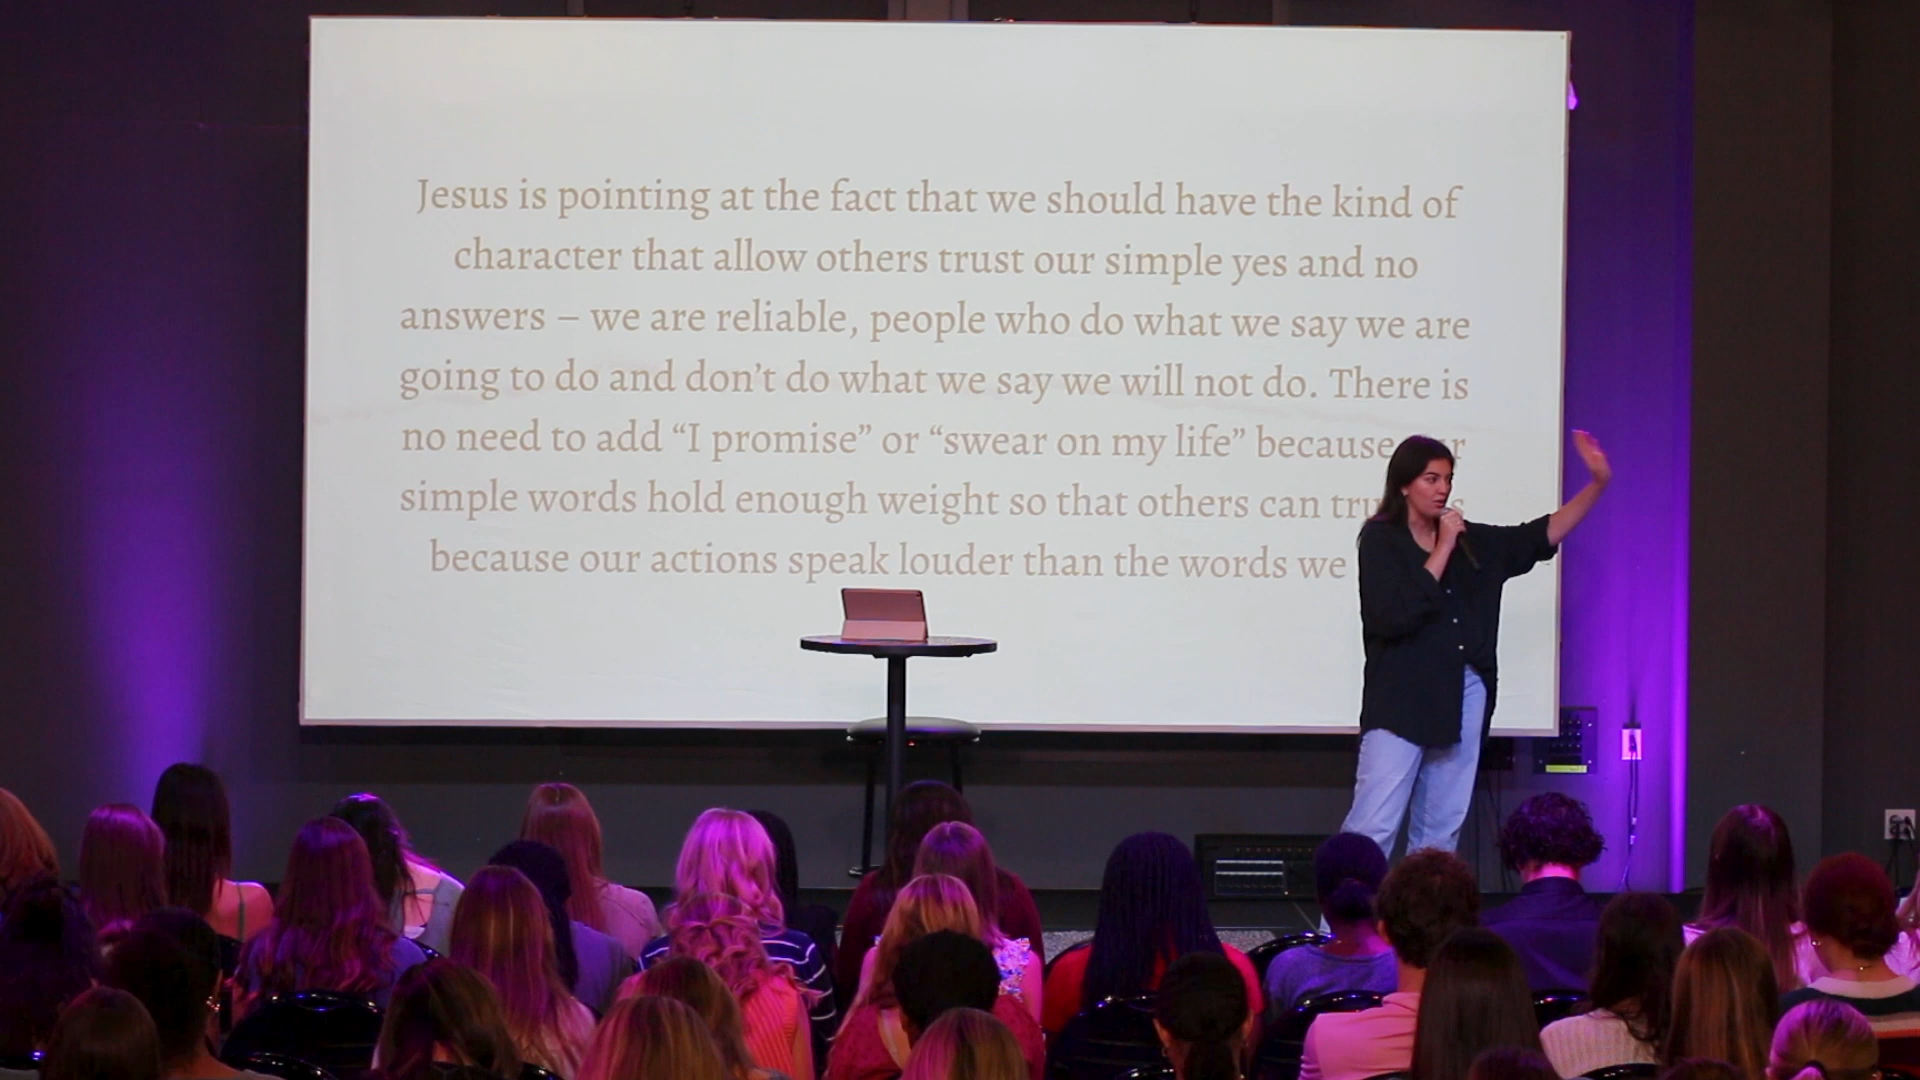 Jesus is pointing at the fact that we should have the kind of
character that allow others trust our simple yes and no
answers – we are reliable, people who do what we say we are
going to do and don’t do what we say we will not do. There is
no need to add “I promise” or “swear on my life” because
simple words hold enough weight so that others can
because our actions speak louder than the words we